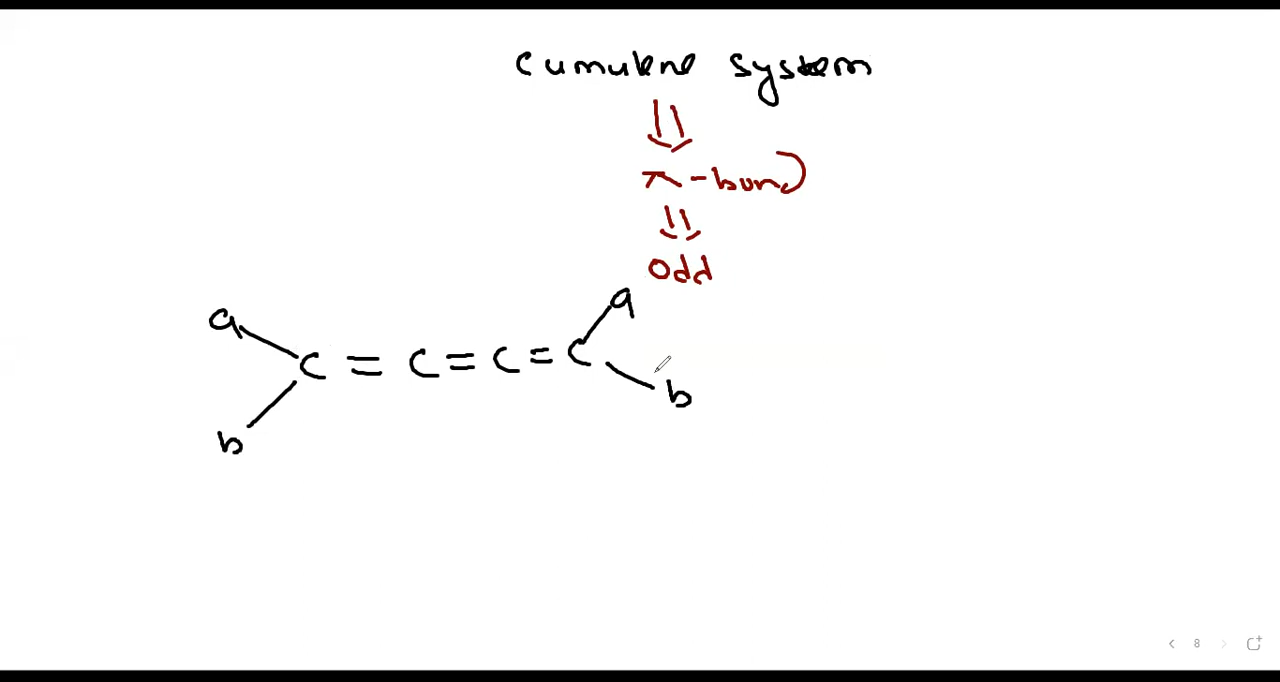 cumulene system
π-bond
odd
a
a
C = C = C = C
b
b
8